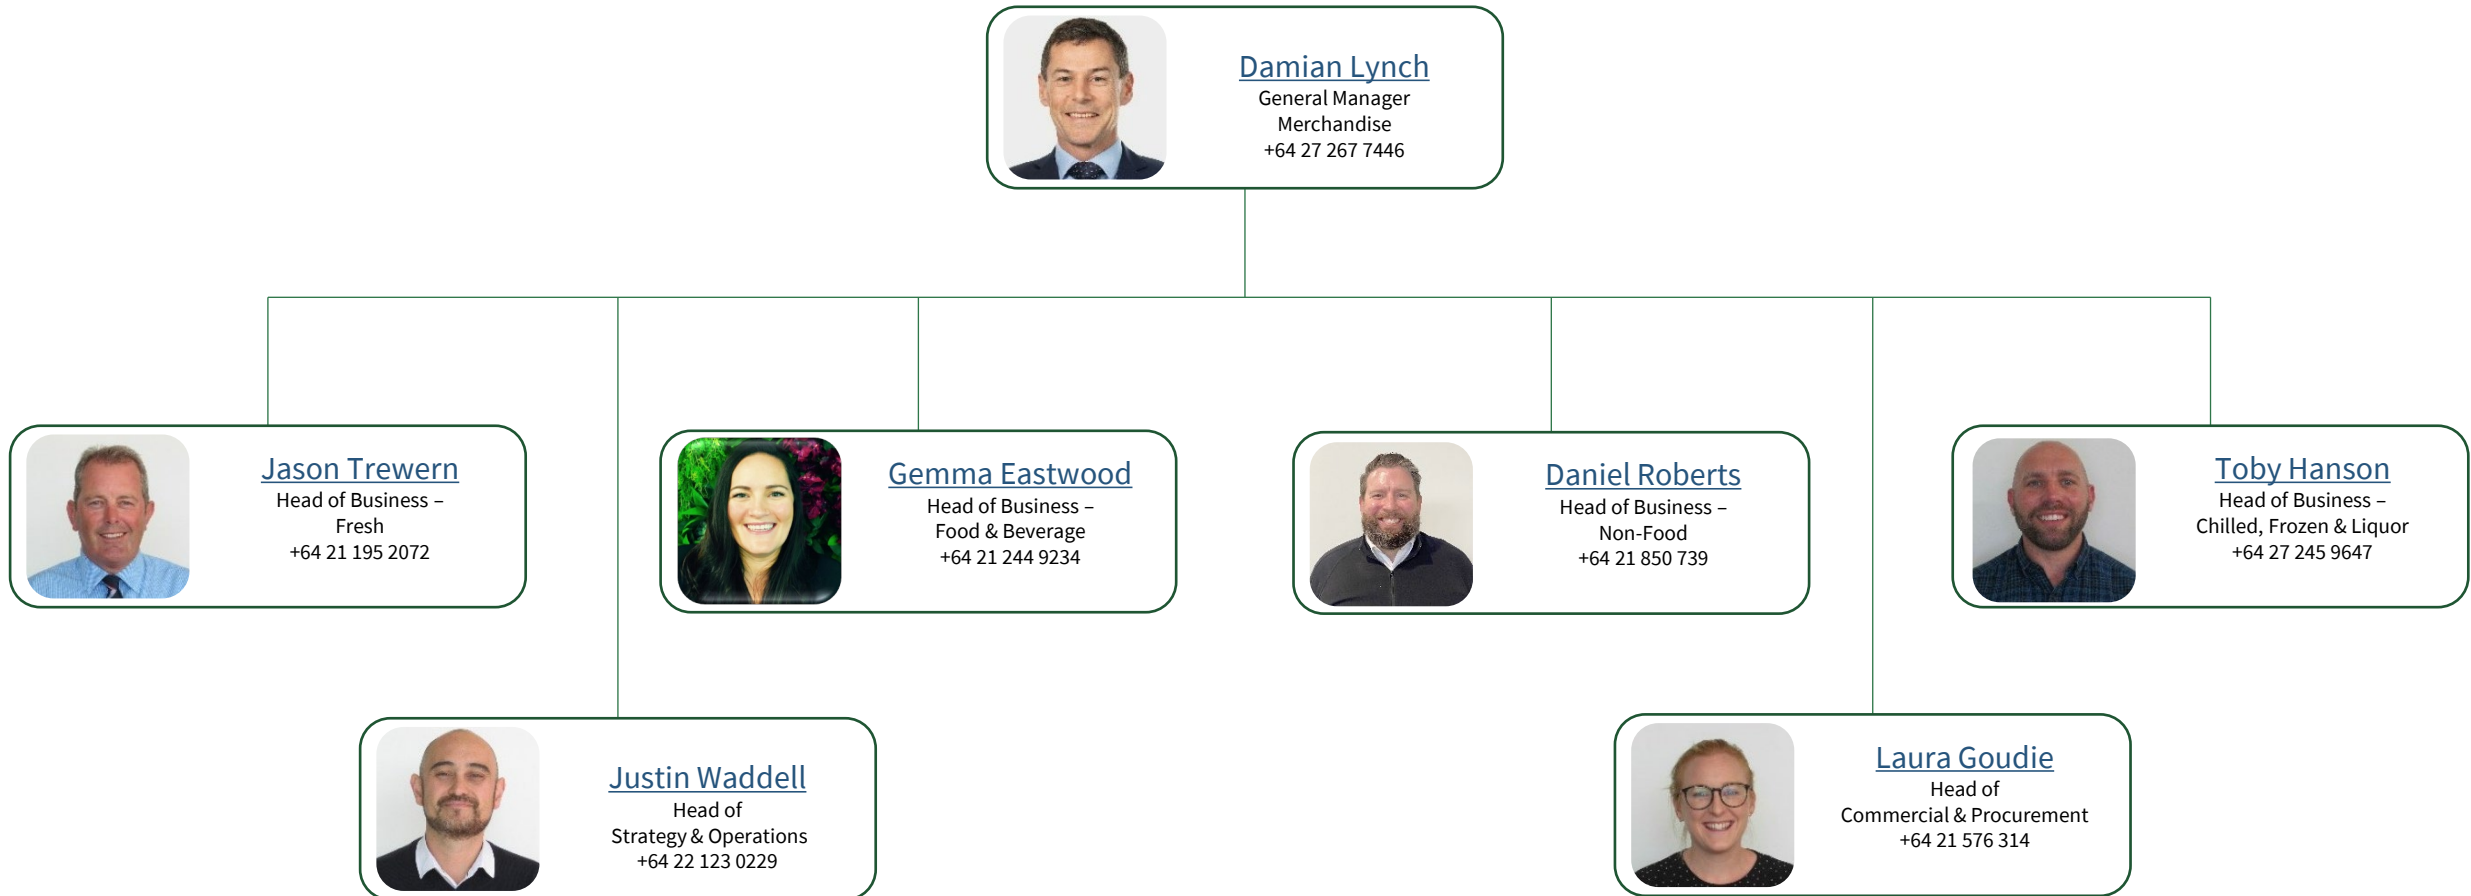 Damian Lynch
General Manager
Merchandise
+64 27 267 7446
Jason Trewern
Head of Business –
Fresh
+64 21 195 2072
Gemma Eastwood
Head of Business –
Food & Beverage
+64 21 244 9234
Daniel Roberts
Head of Business –
Non-Food
+64 21 850 739
Toby Hanson
Head of Business –
Chilled, Frozen & Liquor
+64 27 245 9647
Justin Waddell
Head of
Strategy & Operations
+64 22 123 0229
Laura Goudie
Head of
Commercial & Procurement
+64 21 576 314